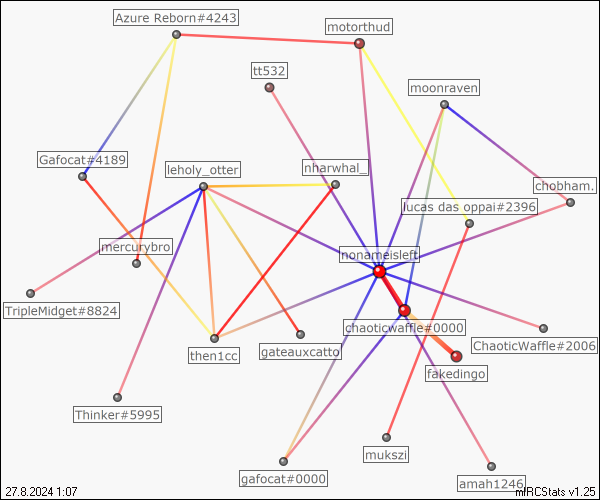 Azure Reborn#4243
motorthud
tt532
moonraven
Gafocat#4189
leholy_otter
nharwhal_
chobham.
lucas das oppai#2396
mercurybro
nonameisleft
TripleMidget#8824
chaoticwaffle#0000
then1cc
gateauxcatto
ChaoticWaffle#2006
fakedingo
Thinker#5995
mukszi
gafocat#0000
amah1246
27.8.2024 1:07
mIRCStats v1.25